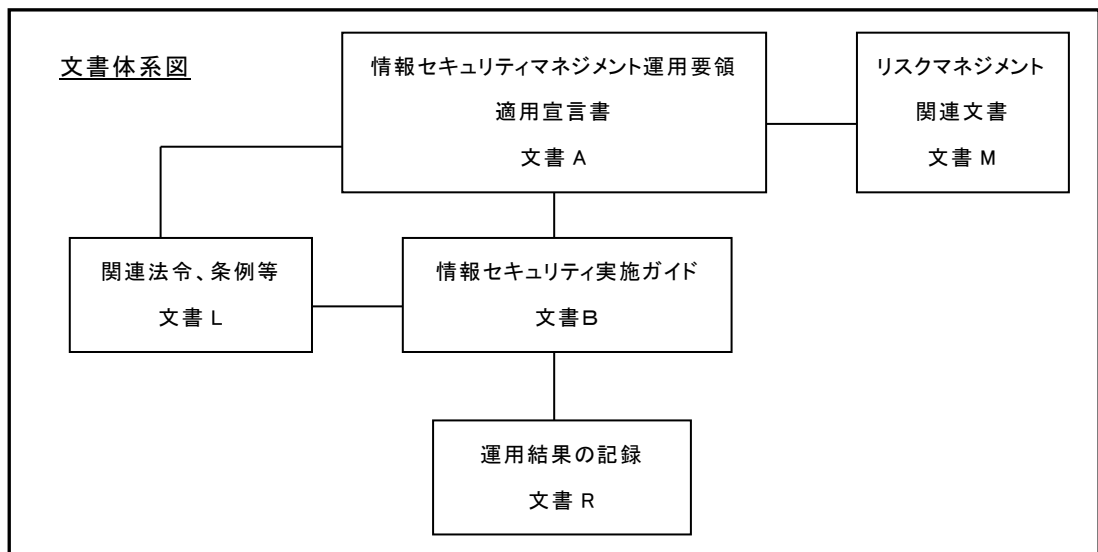 文書体系図
情報セキュリティマネジメント運用要領
適用宣言書
文書 A
リスクマネジメント
関連文書
文書 M
関連法令、条例等
文書 L
情報セキュリティ実施ガイド
文書B
運用結果の記録
文書 R